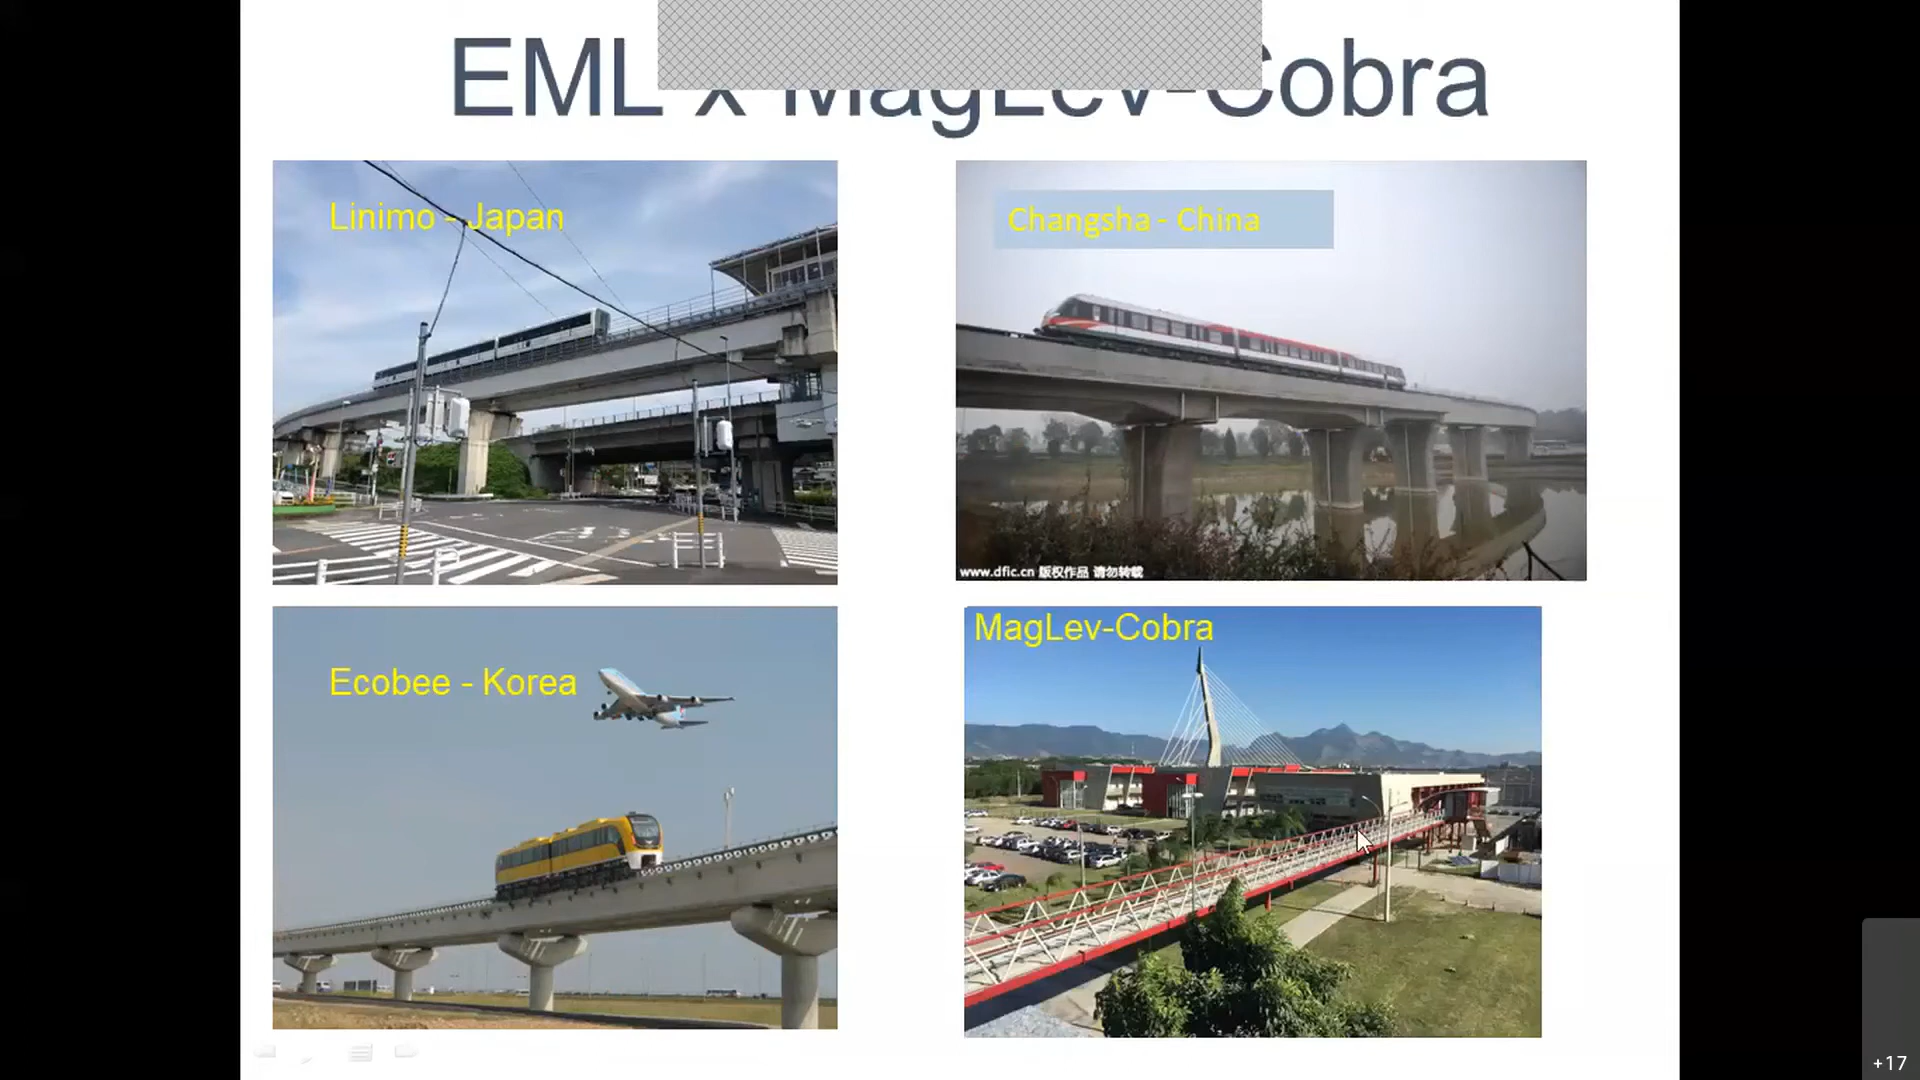 EML x MagLev-Cobra
Linimo - Japan
Changsha - China
www.dfic.cn 版权作品 请勿转载
Ecobee - Korea
MagLev-Cobra
+17